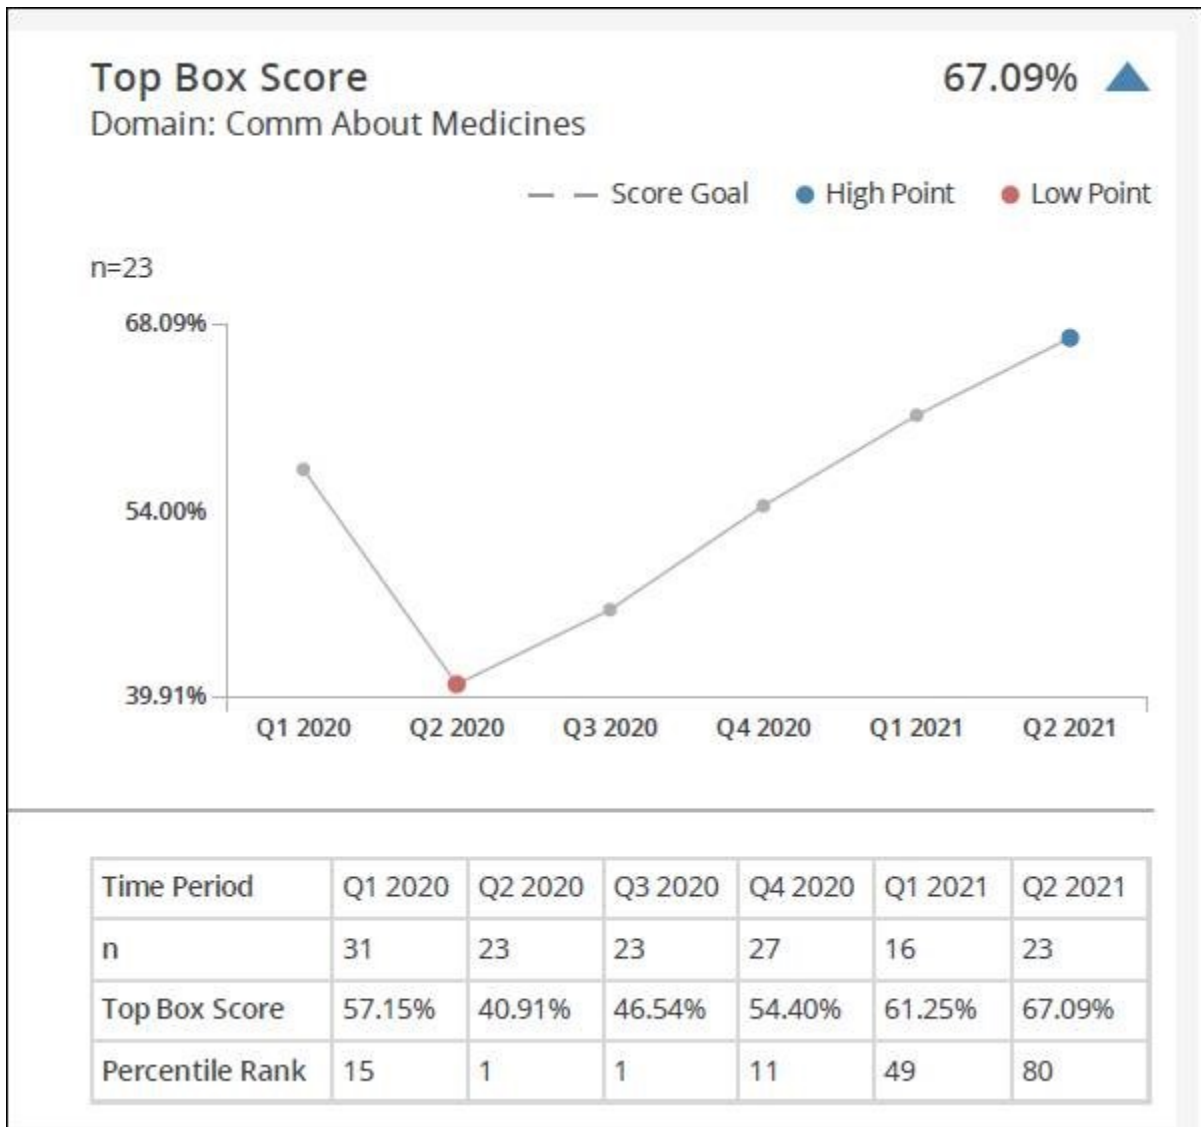 Top Box Score 67.09%
Domain: Comm About Medicines
Score Goal High Point Low Point
n=23
68.09%
54.00%
39.91%
Q1 2020 Q2 2020 Q3 2020 Q4 2020 Q1 2021 Q2 2021
Time Period Q1 2020 Q2 2020 Q3 2020 Q4 2020 Q1 2021 Q2 2021
n 31 23 23 27 16 23
Top Box Score 57.15% 40.91% 46.54% 54.40% 61.25% 67.09%
Percentile Rank 15 1 1 11 49 80